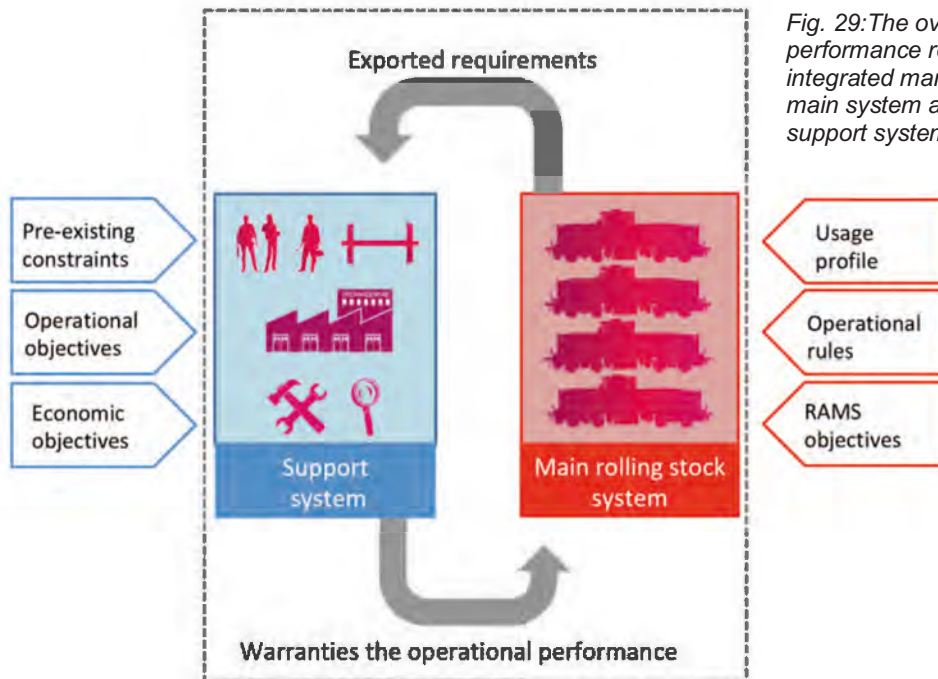 Exported requirements
Fig. 29:The ov
performance re
integrated mar
main system a
support system
Pre-existing
constraints
Operational
objectives
Economic
objectives
Support
system
Main rolling stock
system
Usage
profile
Operational
rules
RAMS
objectives
Warranties the operational performance